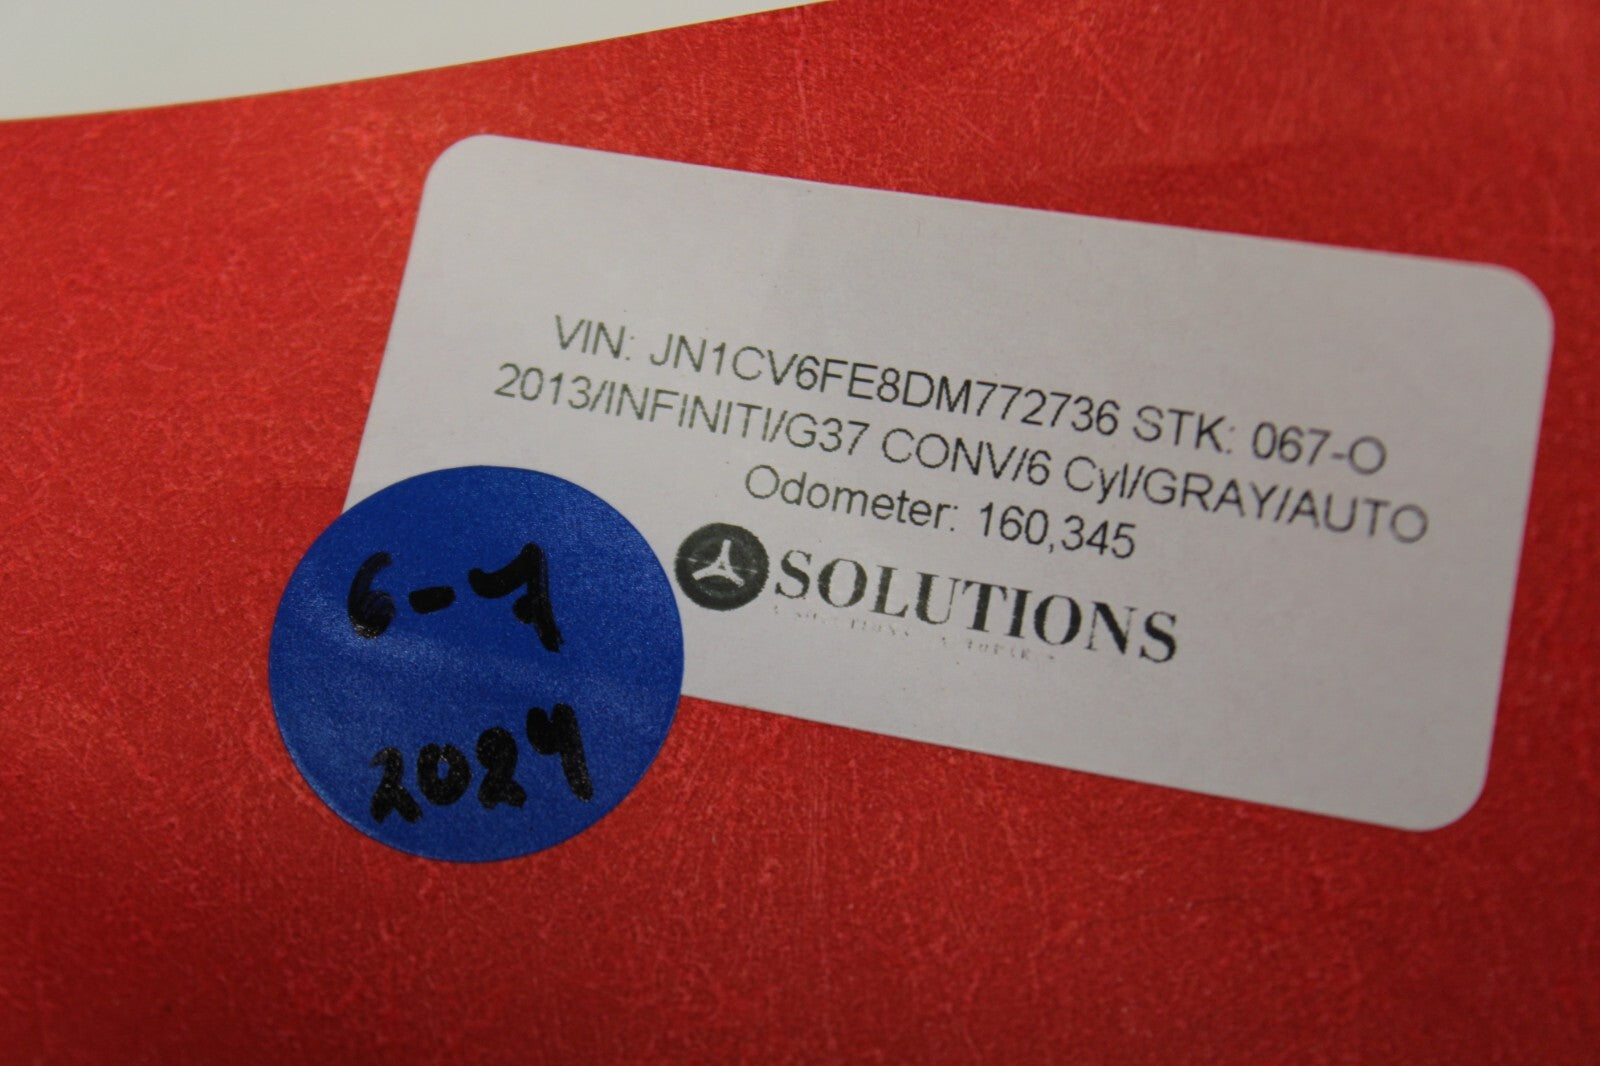 VIN: JN1CV6FE8DM772736 STK: 067-O
2013/INFINITI/G37 CONV/6 Cyl/GRAY/AUTO
Odometer: 160,345
SOLUTIONS
6-7
2024